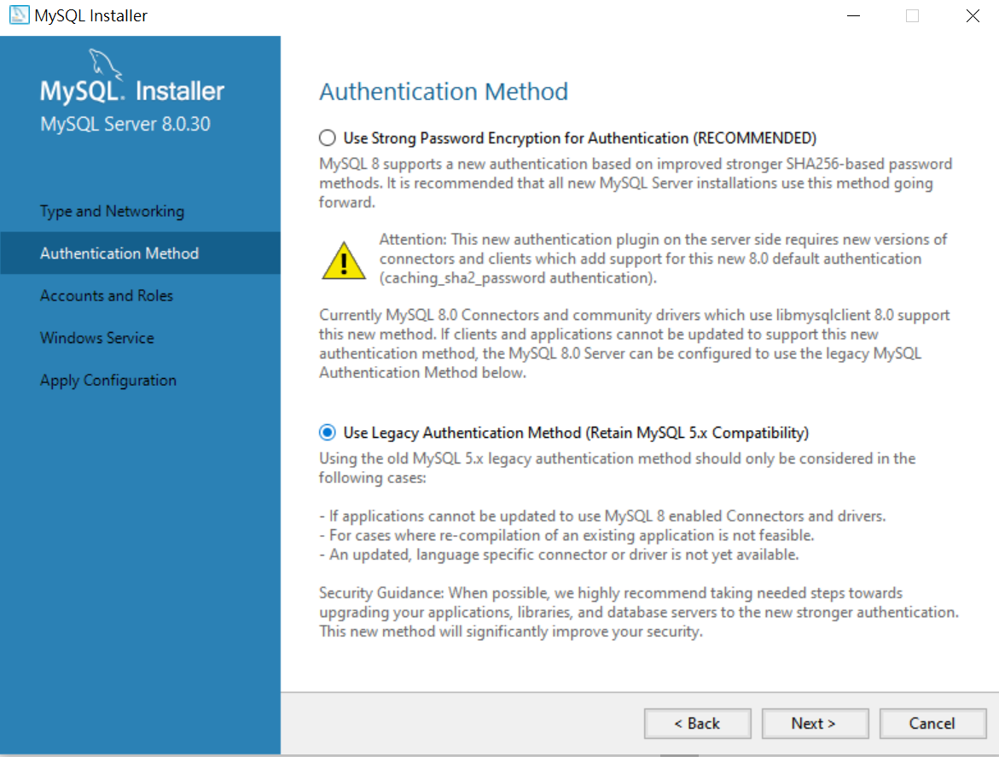 MySQL Installer
MySQL. Installer
MySQL Server 8.0.30
Type and Networking
Authentication Method
Accounts and Roles
Windows Service
Apply Configuration
Authentication Method
Use Strong Password Encryption for Authentication (RECOMMENDED)
MySQL 8 supports a new authentication based on improved stronger SHA256-based password
methods. It is recommended that all new MySQL Server installations use this method going
forward.
Attention: This new authentication plugin on the server side requires new versions of
connectors and clients which add support for this new 8.0 default authentication
(caching_sha2_password authentication).
Currently MySQL 8.0 Connectors and community drivers which use libmysqlclient 8.0 support
this new method. If clients and applications cannot be updated to support this new
authentication method, the MySQL 8.0 Server can be configured to use the legacy MySQL
Authentication Method below.
Use Legacy Authentication Method (Retain MySQL 5.x Compatibility)
Using the old MySQL 5.x legacy authentication method should only be considered in the
following cases:
- If applications cannot be updated to use MySQL 8 enabled Connectors and drivers.
- For cases where re-compilation of an existing application is not feasible.
- An updated, language specific connector or driver is not yet available.
Security Guidance: When possible, we highly recommend taking needed steps towards
upgrading your applications, libraries, and database servers to the new stronger authentication.
This new method will significantly improve your security.
< Back
Next >
Cancel